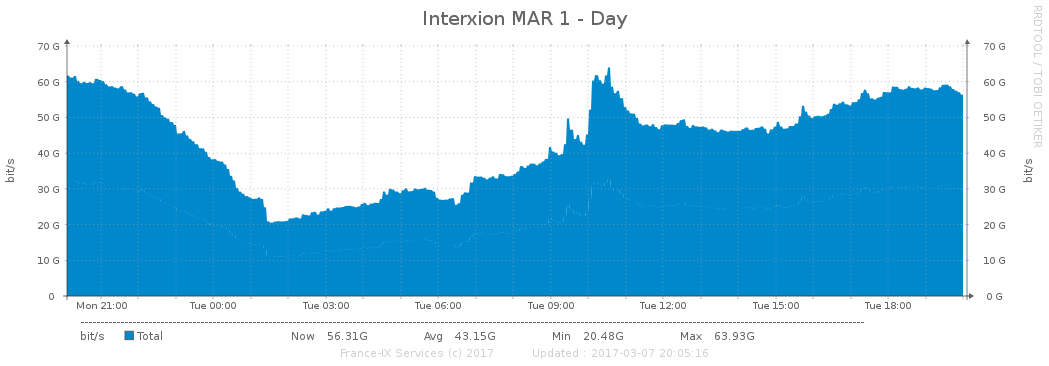 Interxion MAR 1 - Day
RRDTOOL / TOBI OETIKER
70 G 70 G
60 G 60 G
50 G 50 G
40 G 40 G
30 G 30 G
20 G 20 G
10 G 10 G
0 0 G
bit/s bit/s
Mon 21:00 Tue 00:00 Tue 03:00 Tue 06:00 Tue 09:00 Tue 12:00 Tue 15:00 Tue 18:00
bit/s Total Now 56.31G Avg 43.15G Min 20.48G Max 63.93G
France-IX Services (c) 2017 Updated : 2017-03-07 20:05:16